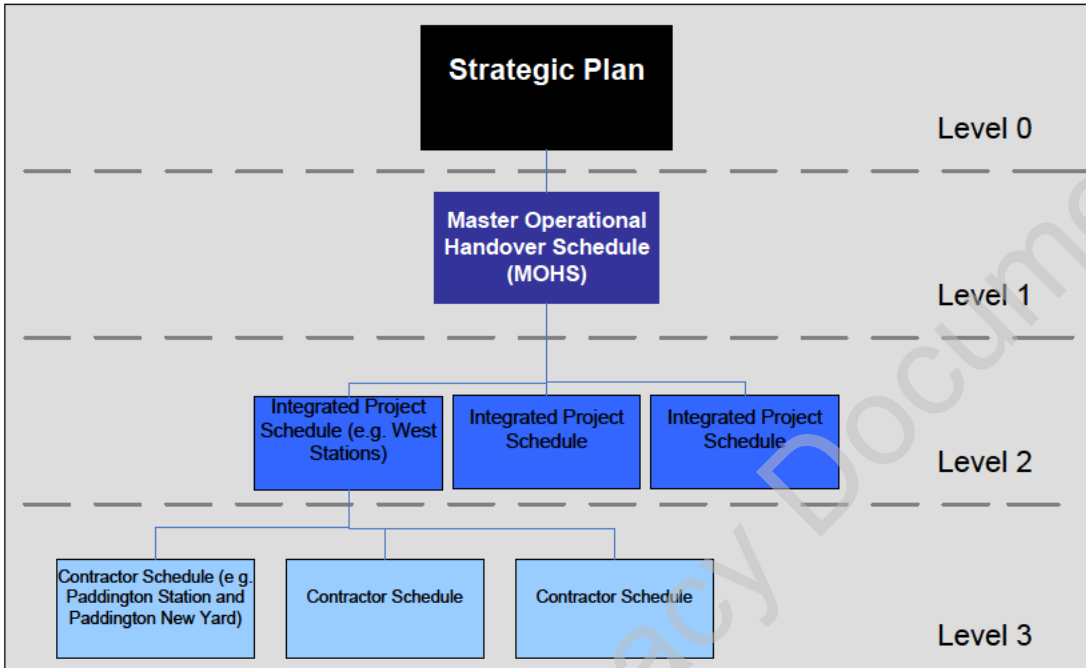 Strategic Plan
Level 0
Master Operational
Handover Schedule
(MOHS)
Level 1
Integrated Project
Schedule (e.g. West
Stations)
Integrated Project
Schedule
Integrated Project
Schedule
Level 2
Contractor Schedule (e g.
Paddington Station and
Paddington New Yard)
Contractor Schedule
Contractor Schedule
Level 3